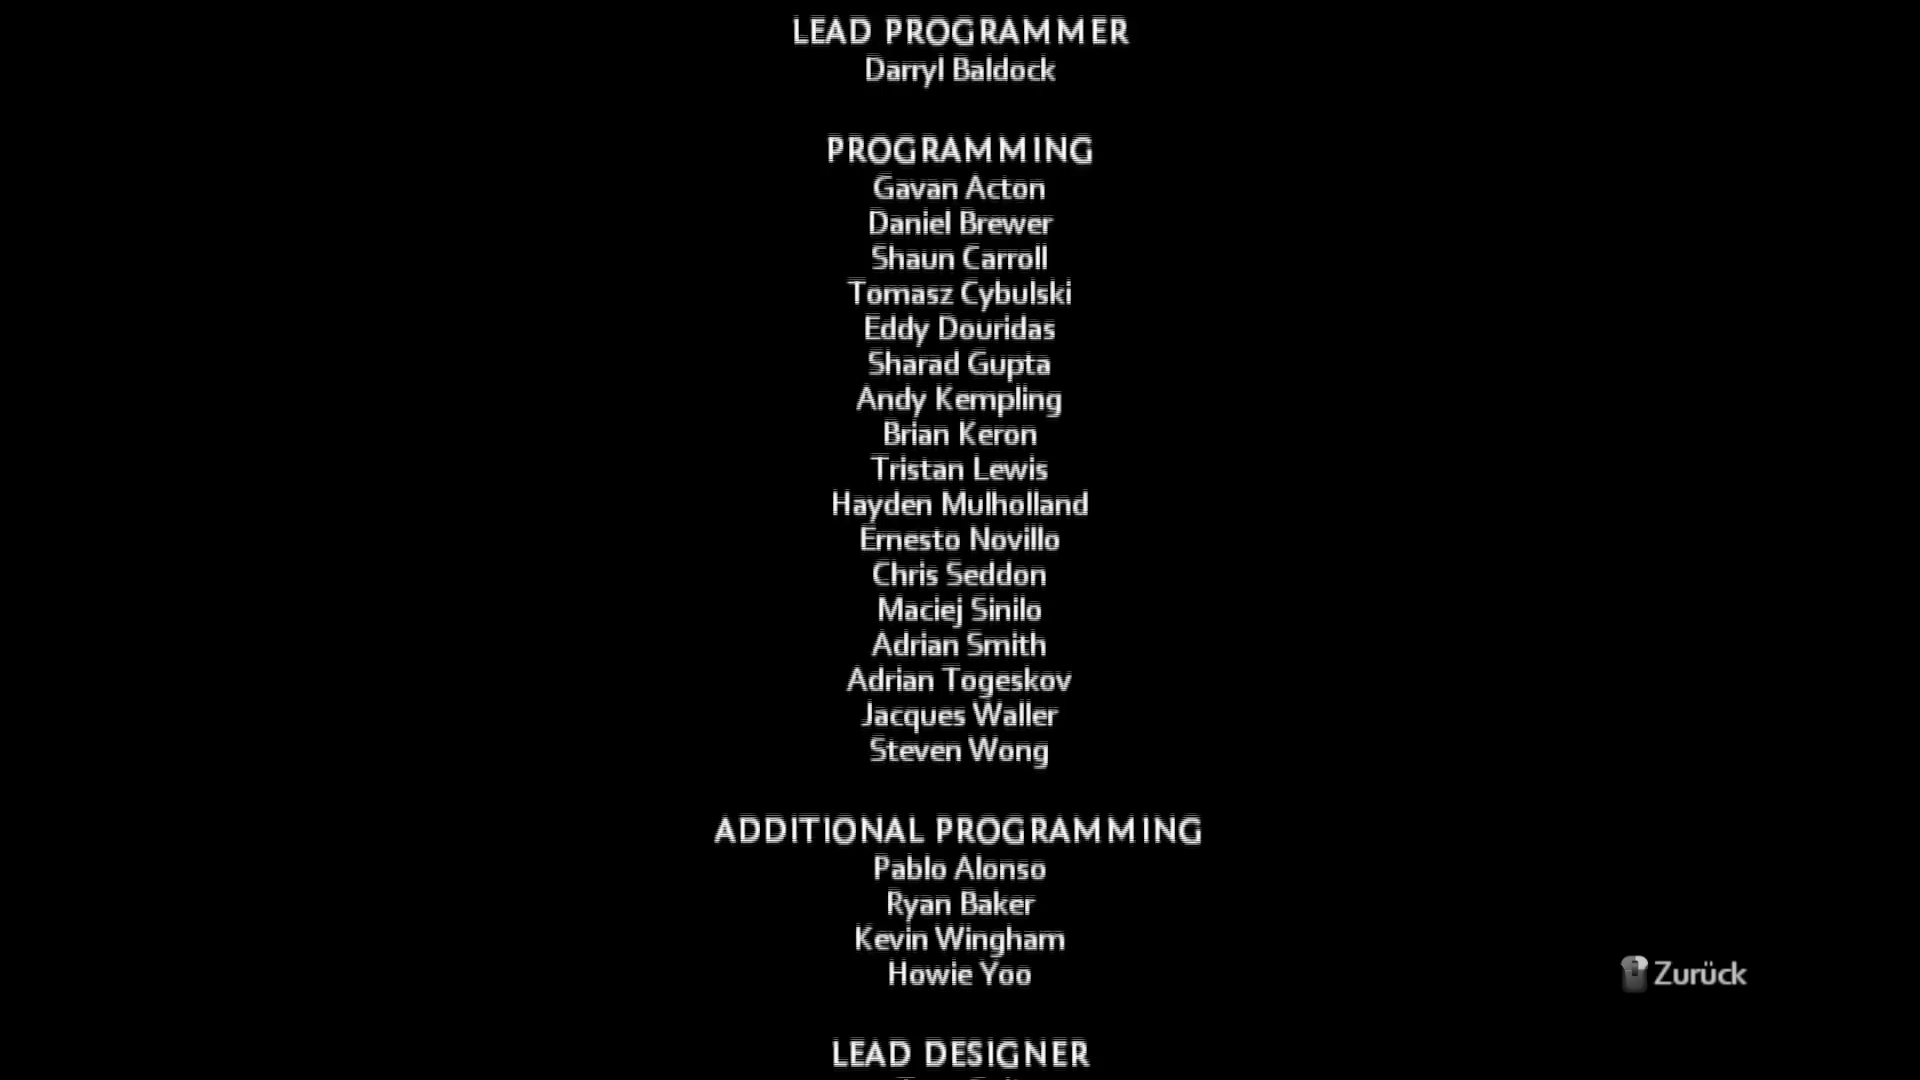 LEAD PROGRAMMER
Darryl Baldock
PROGRAMMING
Gavan Acton
Daniel Brewer
Shaun Carroll
Tomasz Cybulski
Eddy Douridas
Sharad Gupta
Andy Kempling
Brian Keron
Tristan Lewis
Hayden Mulholland
Ernesto Novillo
Chris Seddon
Maciej Sinilo
Adrian Smith
Adrian Togeskov
Jacques Waller
Steven Wong
ADDITIONAL PROGRAMMING
Pablo Alonso
Ryan Baker
Kevin Wingham
Howie Yoo
Zurück
LEAD DESIGNER